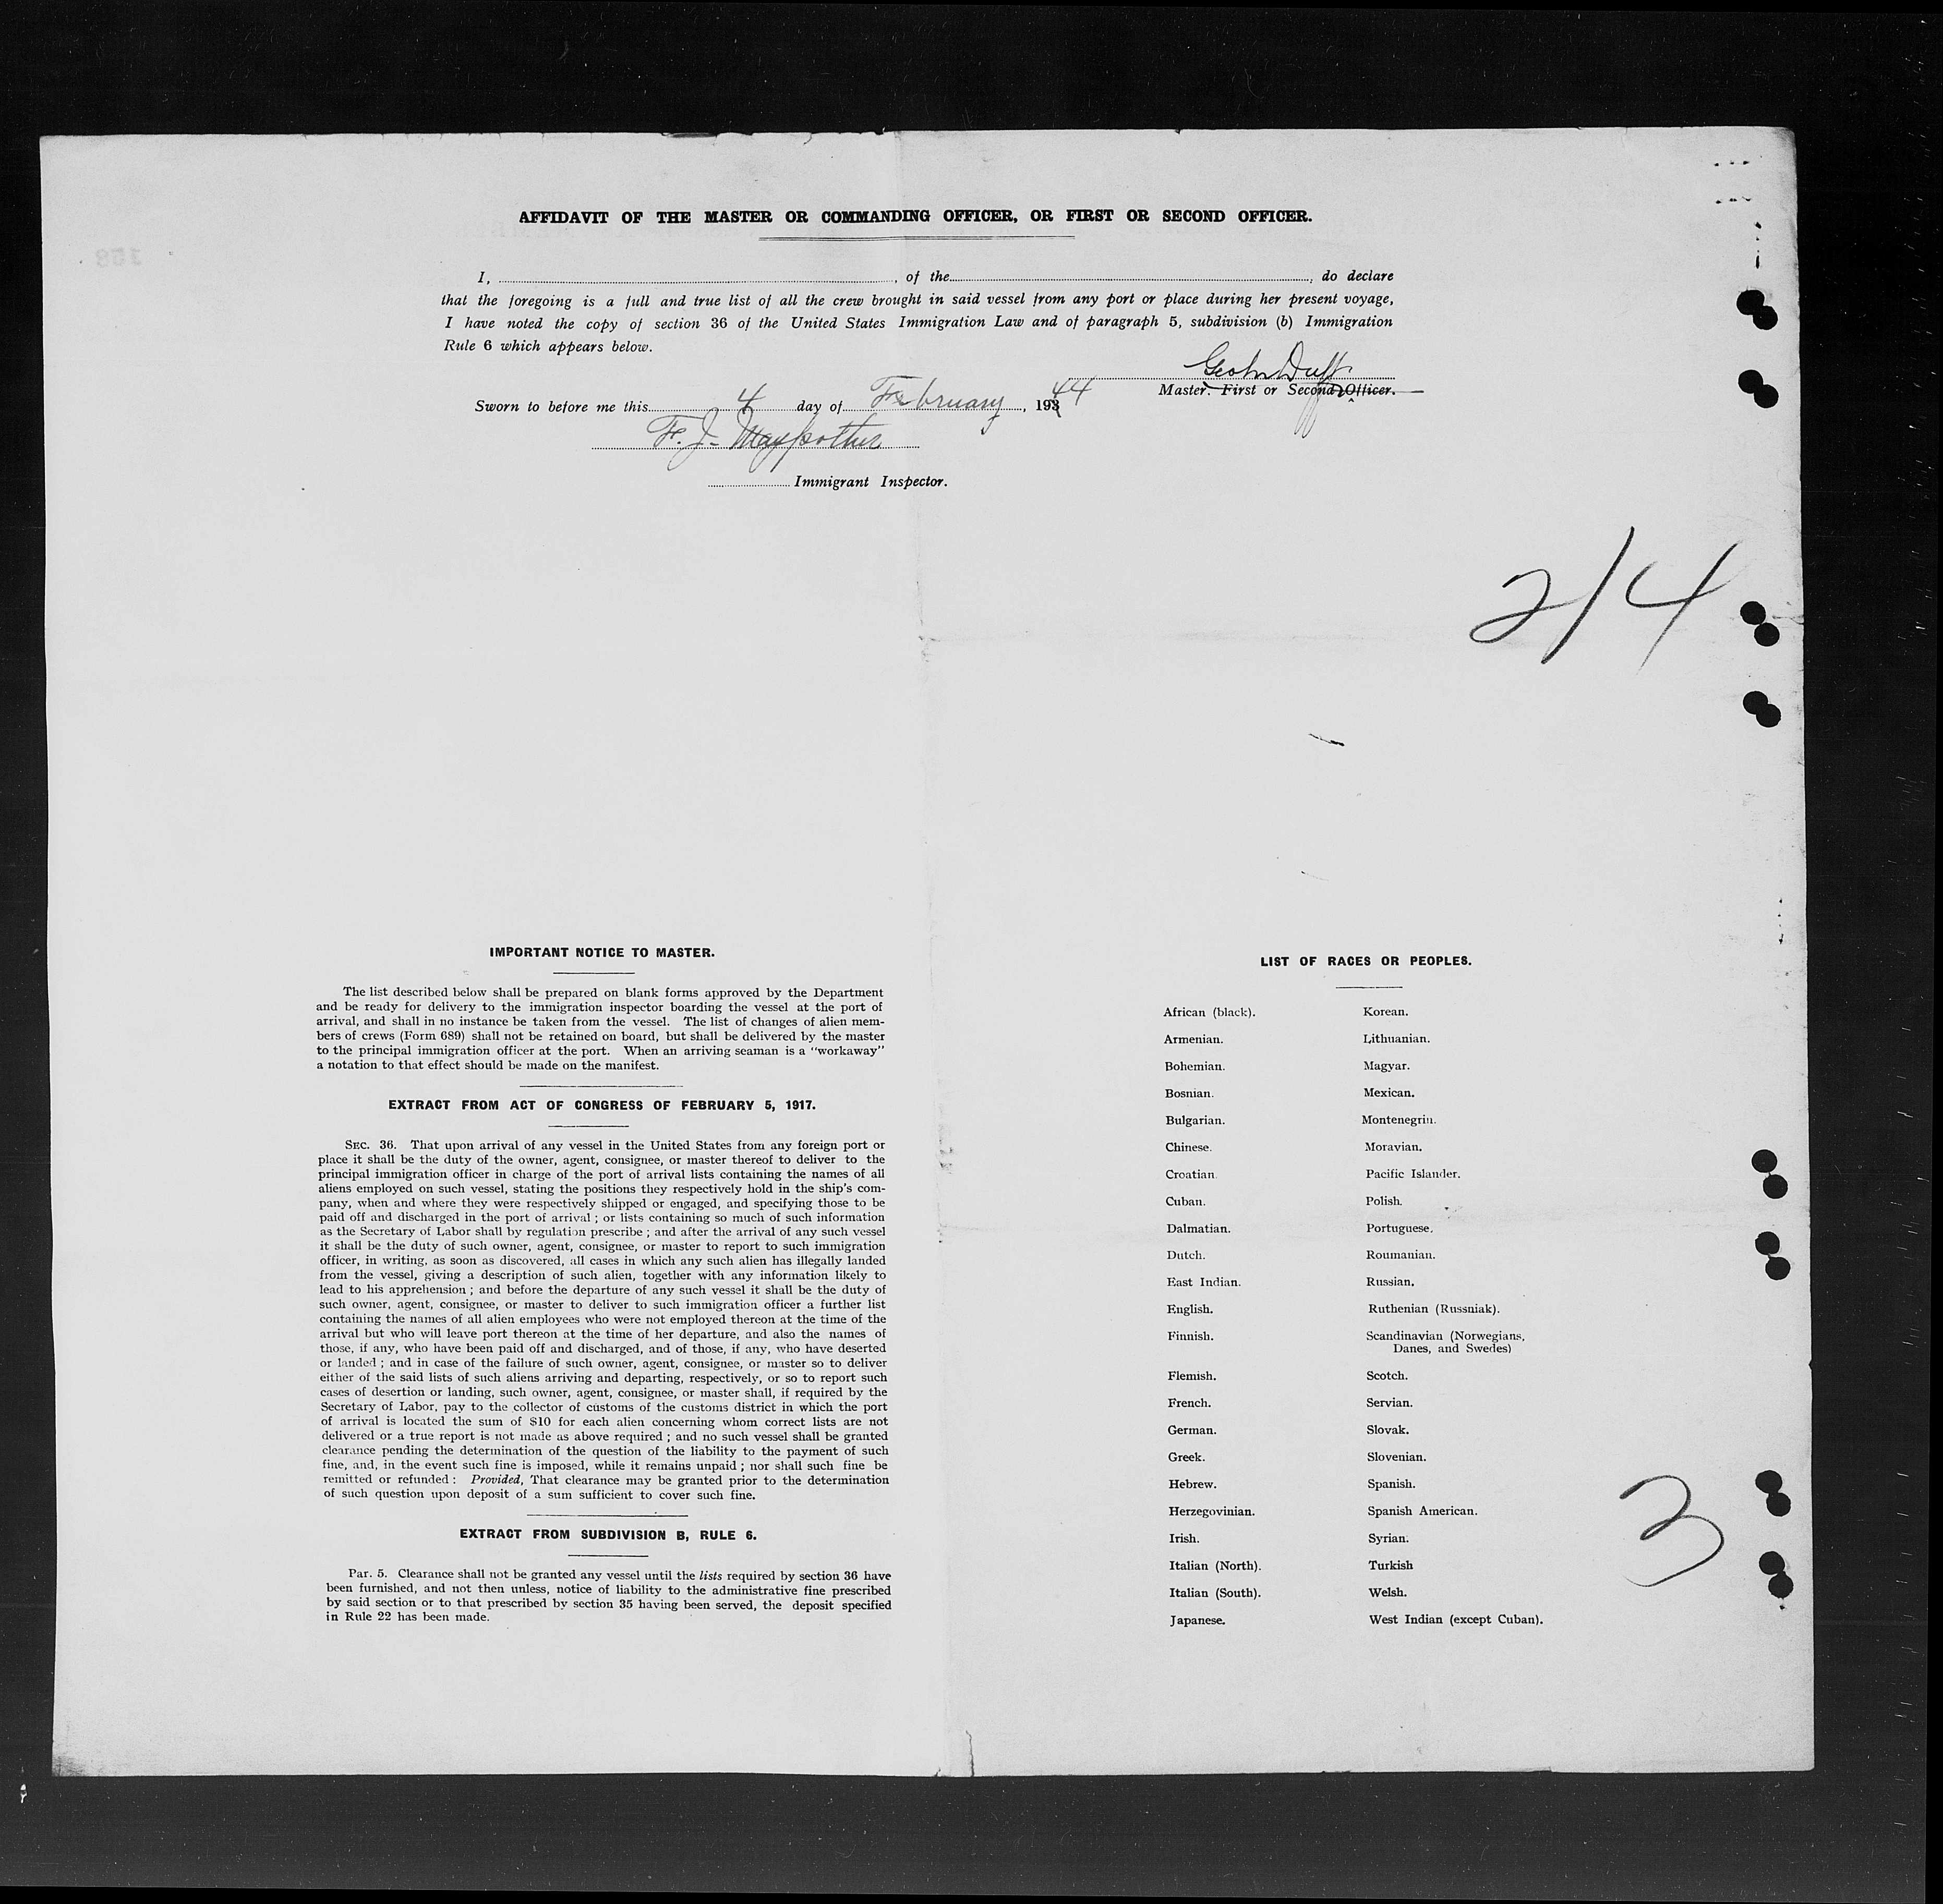 AFFIDAVIT OF THE MASTER OR COMMANDING OFFICER, OR FIRST OR SECOND OFFICER.
I, , of the , do declare
that the foregoing is a full and true list of all the crew brought in said vessel from any port or place during her present voyage,
I have noted the copy of section 36 of the United States Immigration Law and of paragraph 5, subdivision (b) Immigration
Rule 6 which appears below.
Master. First or Second Officer.
Sworn to before me this 4 day of February, 193 44
F. J.
Immigrant Inspector.
2/4
IMPORTANT NOTICE TO MASTER.
The list described below shall be prepared on blank forms approved by the Department
and be ready for delivery to the immigration inspector boarding the vessel at the port of
arrival, and shall in no instance be taken from the vessel. The list of changes of alien mem-
bers of crews (Form 689) shall not be retained on board, but shall be delivered by the master
to the principal immigration officer at the port. When an arriving seaman is a "workaway"
a notation to that effect should be made on the manifest.
EXTRACT FROM ACT OF CONGRESS OF FEBRUARY 5, 1917.
SEC. 36. That upon arrival of any vessel in the United States from any foreign port or
place it shall be the duty of the owner, agent, consignee, or master thereof to deliver to the
principal immigration officer in charge of the port of arrival lists containing the names of all
aliens employed on such vessel, stating the positions they respectively hold in the ship's com-
pany, when and where they were respectively shipped or engaged, and specifying those to be
paid off and discharged in the port of arrival ; or lists containing so much of such information
as the Secretary of Labor shall by regulation prescribe ; and after the arrival of any such vessel
it shall be the duty of such owner, agent, consignee, or master to report to such immigration
officer, in writing, as soon as discovered, all cases in which any such alien has illegally landed
from the vessel, giving a description of such alien, together with any information likely to
lead to his apprehension ; and before the departure of any such vessel it shall be the duty of
such owner, agent, consignee, or master to deliver to such immigration officer a further list
containing the names of all alien employees who were not employed thereon at the time of the
arrival but who will leave port thereon at the time of her departure, and also the names of
those, if any, who have been paid off and discharged, and of those, if any, who have deserted
or landed ; and in case of the failure of such owner, agent, consignee, or master so to deliver
either of the said lists of such aliens arriving and departing, respectively, or so to report such
cases of desertion or landing, such owner, agent, consignee, or master shall, if required by the
Secretary of Labor, pay to the collector of customs of the customs district in which the port
of arrival is located the sum of $10 for each alien concerning whom correct lists are not
delivered or a true report is not made as above required ; and no such vessel shall be granted
clearance pending the determination of the question of the liability to the payment of such
fine, and, in the event such fine is imposed, while it remains unpaid ; nor shall such fine be
remitted or refunded : Provided, That clearance may be granted prior to the determination
of such question upon deposit of a sum sufficient to cover such fine.
EXTRACT FROM SUBDIVISION B, RULE 6.
Par. 5. Clearance shall not be granted any vessel until the lists required by section 36 have
been furnished, and not then unless, notice of liability to the administrative fine prescribed
by said section or to that prescribed by section 35 having been served, the deposit specified
in Rule 22 has been made.
LIST OF RACES OR PEOPLES.
African (black). Korean.
Armenian. Lithuanian.
Bohemian. Magyar.
Bosnian. Mexican.
Bulgarian. Montenegrin.
Chinese. Moravian.
Croatian. Pacific Islander.
Cuban. Polish.
Dalmatian. Portuguese.
Dutch. Roumanian.
East Indian. Russian.
English. Ruthenian (Russniak).
Finnish. Scandinavian (Norwegians,
Danes, and Swedes)
Flemish. Scotch.
French. Servian.
German. Slovak.
Greek. Slovenian.
Hebrew. Spanish.
Herzegovinian. Spanish American.
Irish. Syrian.
Italian (North). Turkish
Italian (South). Welsh.
Japanese. West Indian (except Cuban).
3